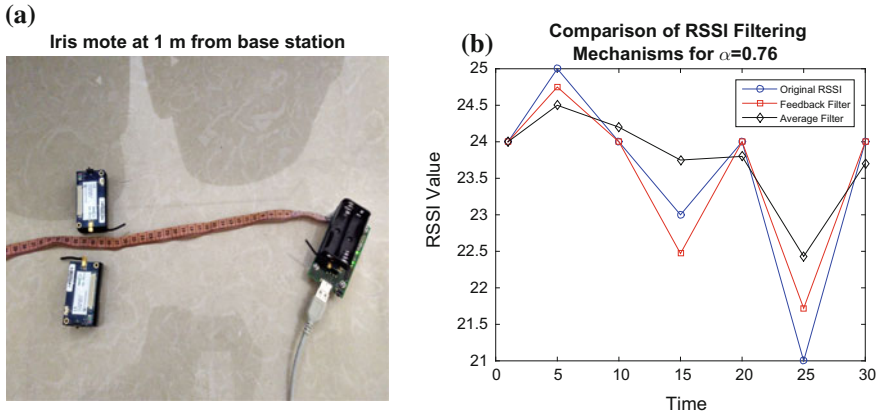 (a)
Iris mote at 1 m from base station
(b)
Comparison of RSSI Filtering
Mechanisms for α=0.76
RSSI Value
25
24.5
24
23.5
23
22.5
22
21.5
21
Original RSSI
Feedback Filter
Average Filter
0 5 10 15 20 25 30
Time